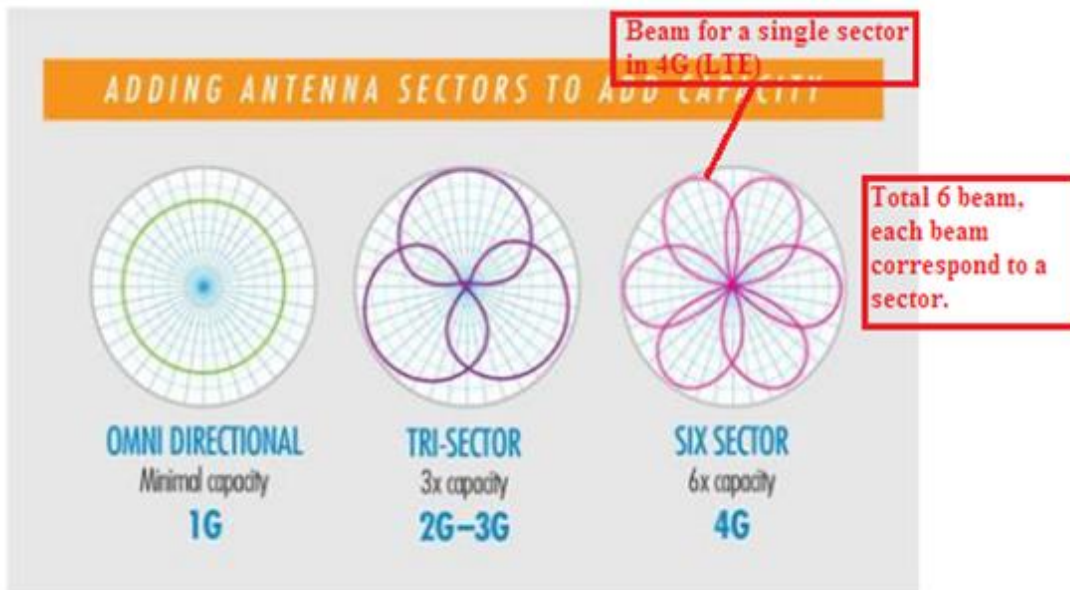 Beam for a single sector
in 4G (LTE)
ADDING ANTENNA SECTORS TO ADD CAPACITY
Total 6 beam,
each beam
correspond to a
sector.
OMNI DIRECTIONAL
Minimal capacity
1G
TRI-SECTOR
3x capacity
2G–3G
SIX SECTOR
6x capacity
4G